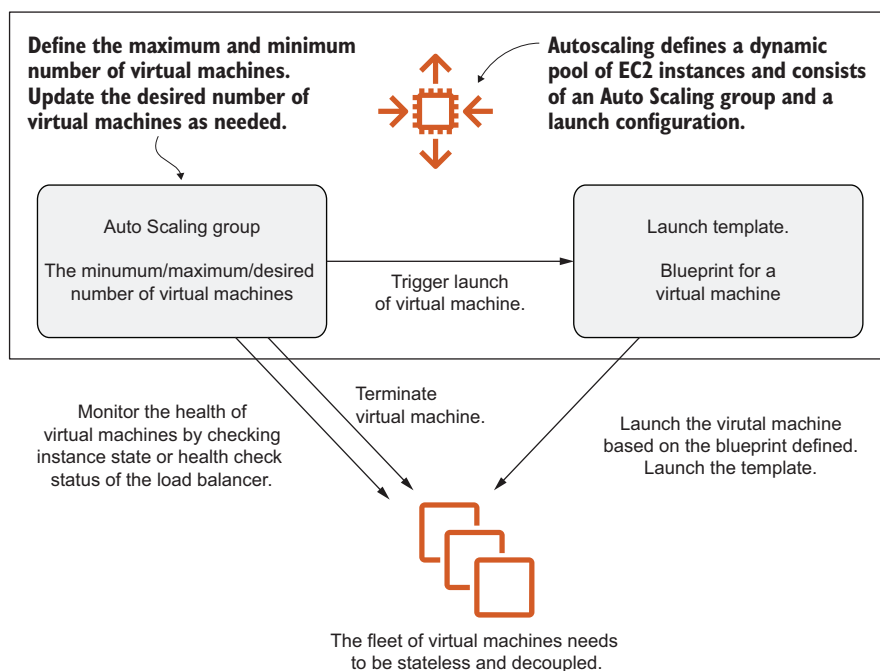 Define the maximum and minimum
number of virtual machines.
Update the desired number of
virtual machines as needed.
Autoscaling defines a dynamic
pool of EC2 instances and consists
of an Auto Scaling group and a
launch configuration.
Auto Scaling group
The minumum/maximum/desired
number of virtual machines
Trigger launch
of virtual machine.
Launch template.
Blueprint for a
virtual machine
Monitor the health of
virtual machines by checking
instance state or health check
status of the load balancer.
Terminate
virtual machine.
Launch the virutal machine
based on the blueprint defined.
Launch the template.
The fleet of virtual machines needs
to be stateless and decoupled.